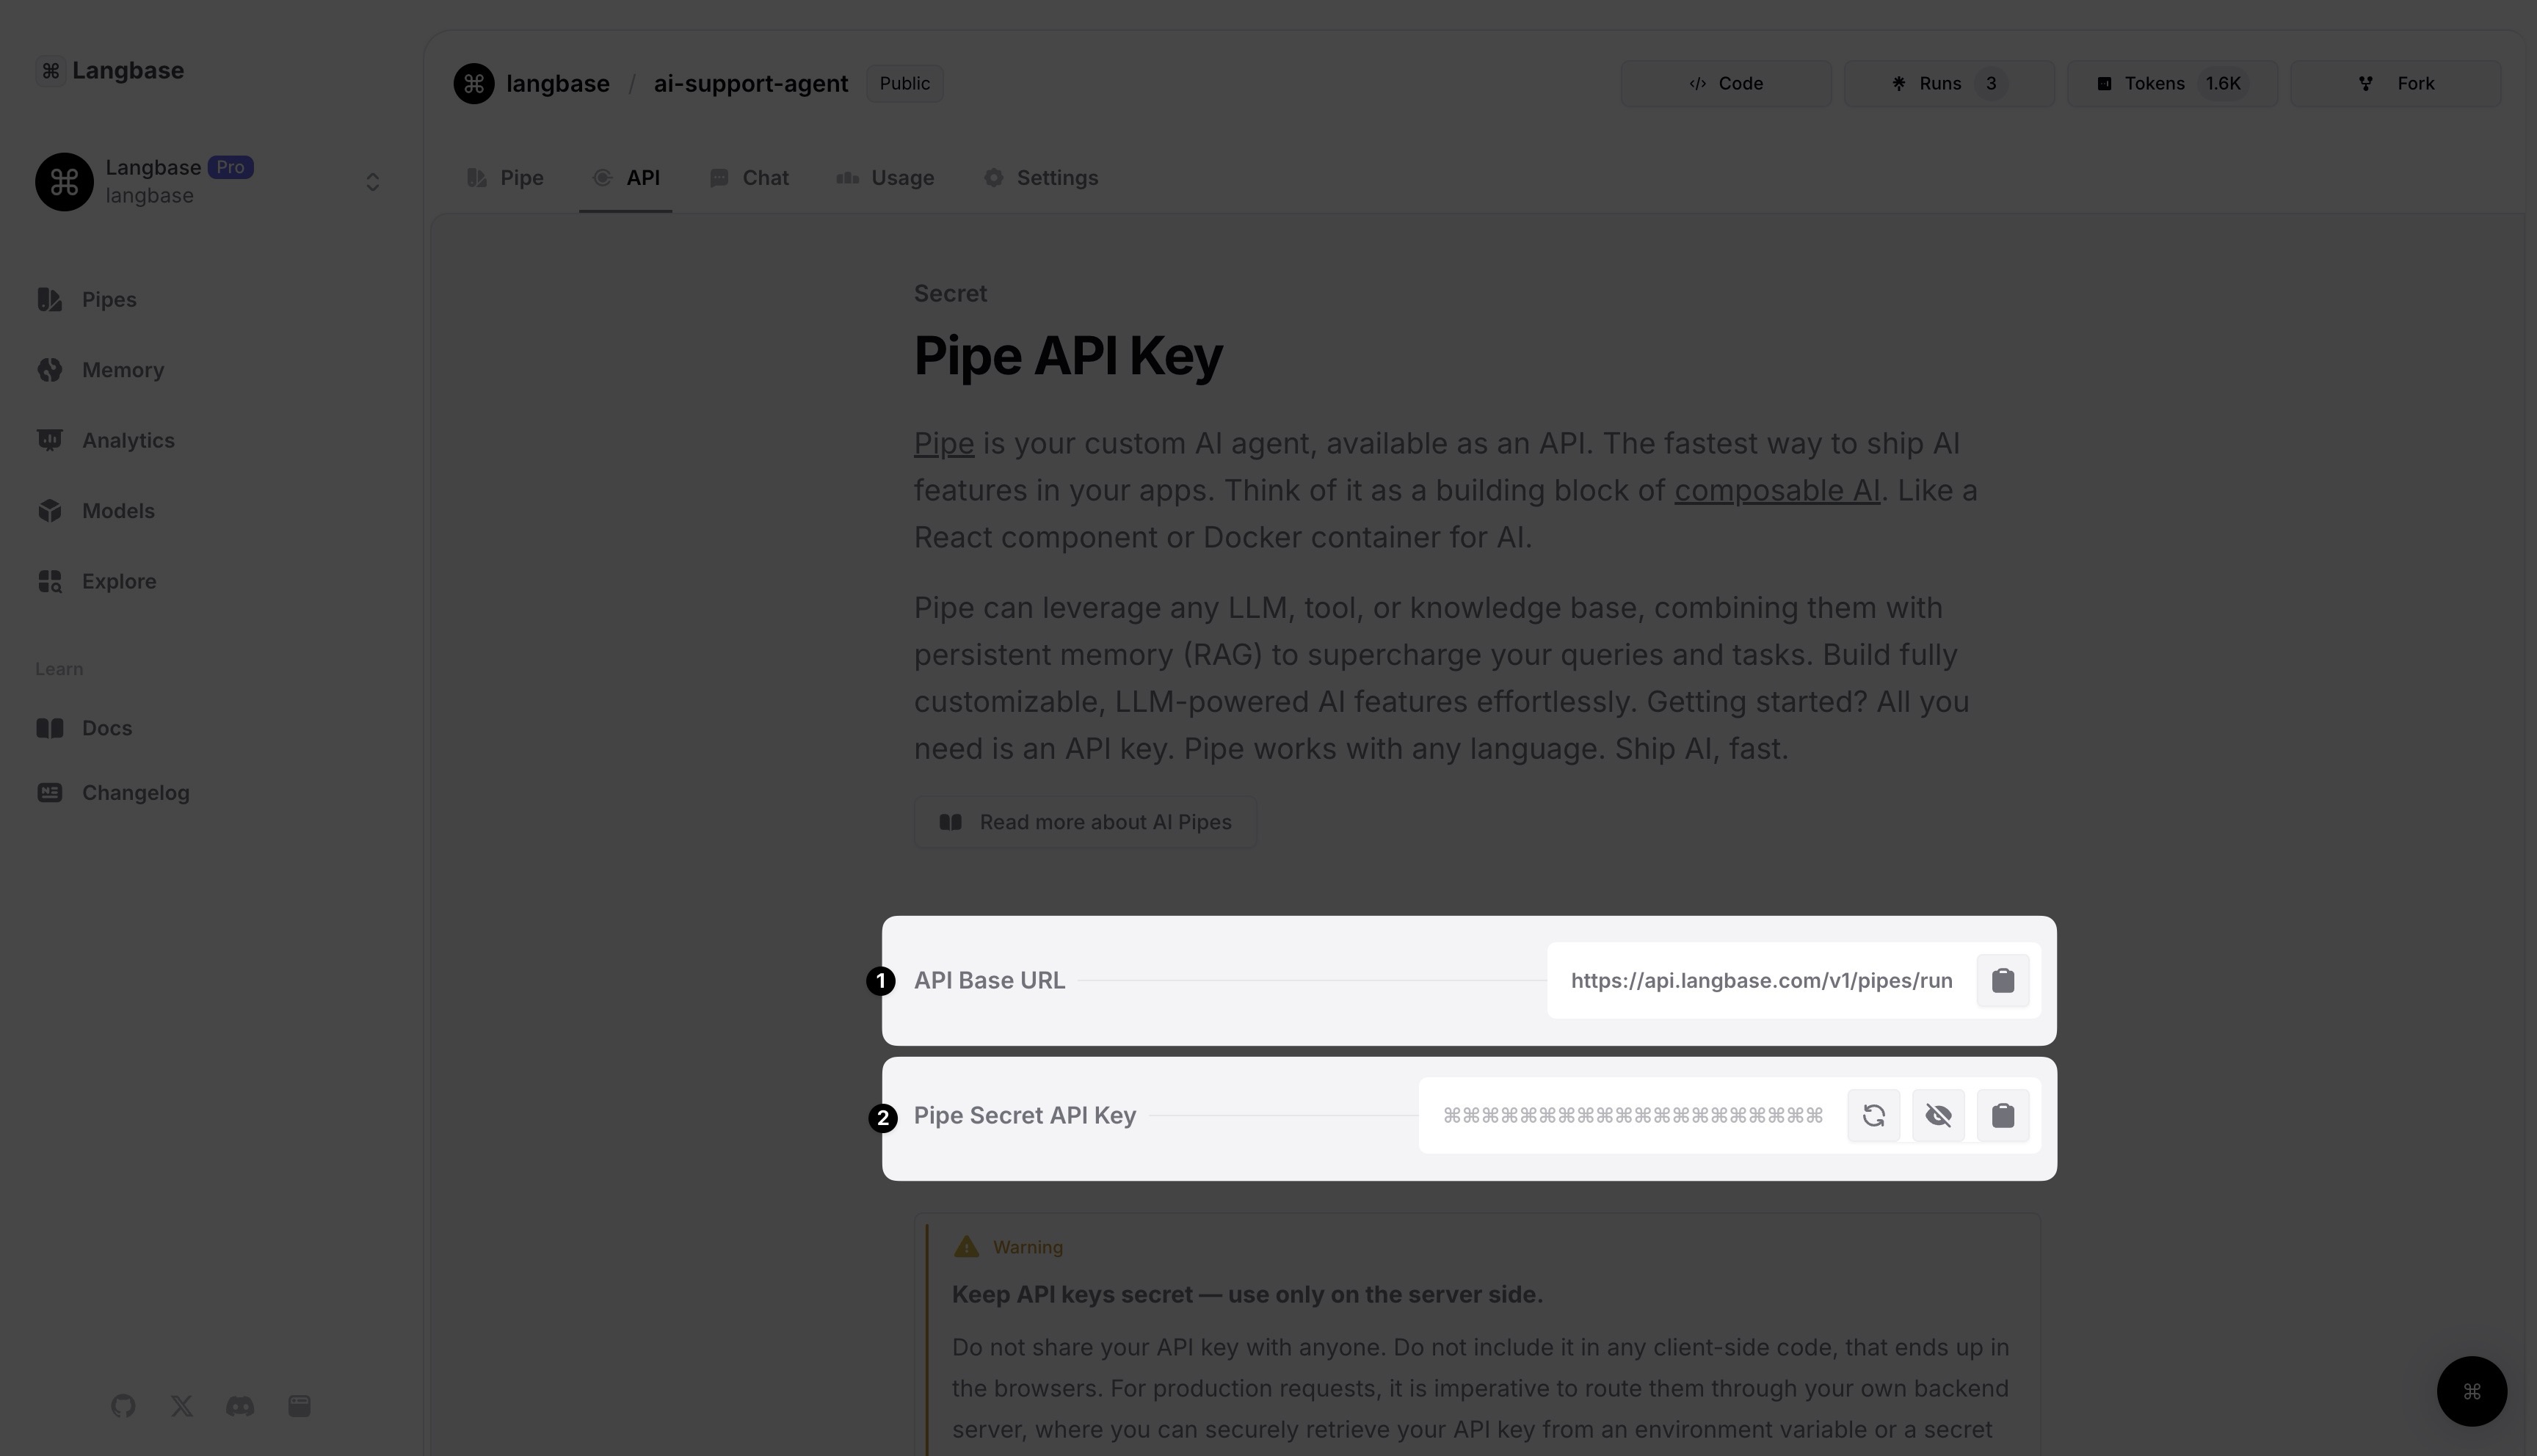 Langbase
Langbase Pro
langbase
Pipes
Memory
Analytics
Models
Explore
Learn
Docs
Changelog
langbase / ai-support-agent Public
Code
Runs 3
Tokens 1.6K
Fork
Pipe
API
Chat
Usage
Settings
Secret
Pipe API Key
Pipe is your custom AI agent, available as an API. The fastest way to ship AI
features in your apps. Think of it as a building block of composable AI. Like a
React component or Docker container for AI.
Pipe can leverage any LLM, tool, or knowledge base, combining them with
persistent memory (RAG) to supercharge your queries and tasks. Build fully
customizable, LLM-powered AI features effortlessly. Getting started? All you
need is an API key. Pipe works with any language. Ship AI, fast.
Read more about AI Pipes
1 API Base URL https://api.langbase.com/v1/pipes/run
2 Pipe Secret API Key ⌘⌘⌘⌘⌘⌘⌘⌘⌘⌘⌘⌘⌘⌘⌘⌘⌘⌘⌘⌘
Warning
Keep API keys secret — use only on the server side.
Do not share your API key with anyone. Do not include it in any client-side code, that ends up in
the browsers. For production requests, it is imperative to route them through your own backend
server, where you can securely retrieve your API key from an environment variable or a secret